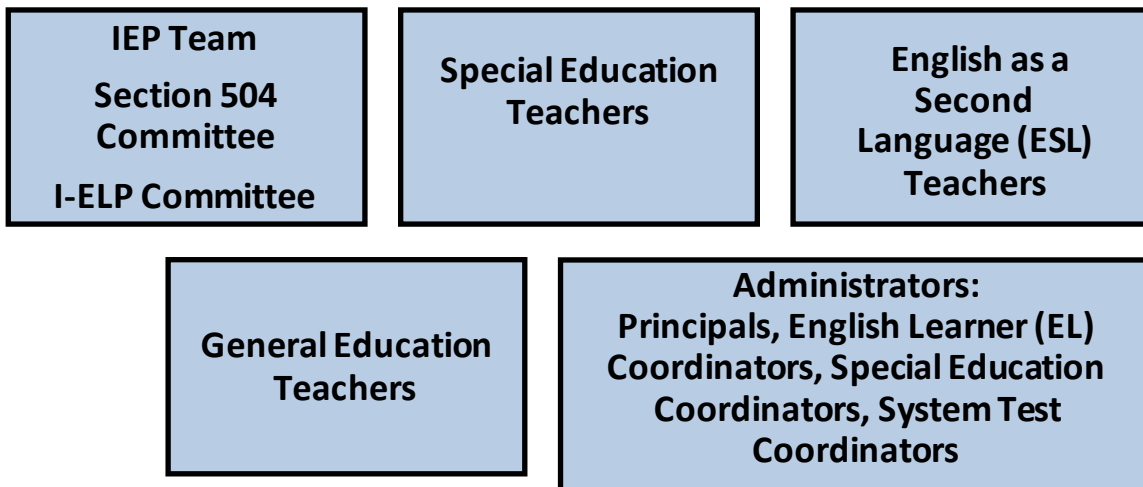 IEP Team
Section 504
Committee
I-ELP Committee
Special Education
Teachers
English as a
Second
Language (ESL)
Teachers
General Education
Teachers
Administrators:
Principals, English Learner (EL)
Coordinators, Special Education
Coordinators, System Test
Coordinators